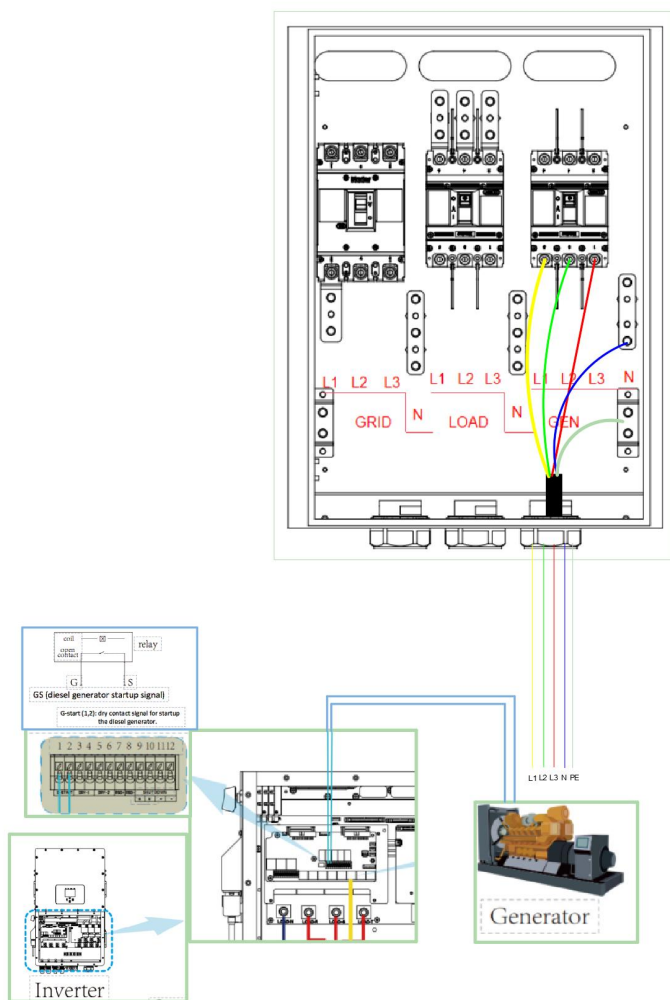 L1 L2 L3
N
GRID
L1 L2 L3
N
LOAD
L1 L2 L3 N
GEN
coil
open
contact
relay
G S
GS (diesel generator startup signal)
G-start (1,2): dry contact signal for startup
the diesel generator.
1 2 3 4 5 6 7 8 9 10 11 12
L1 L2 L3 N PE
Generator
Inverter